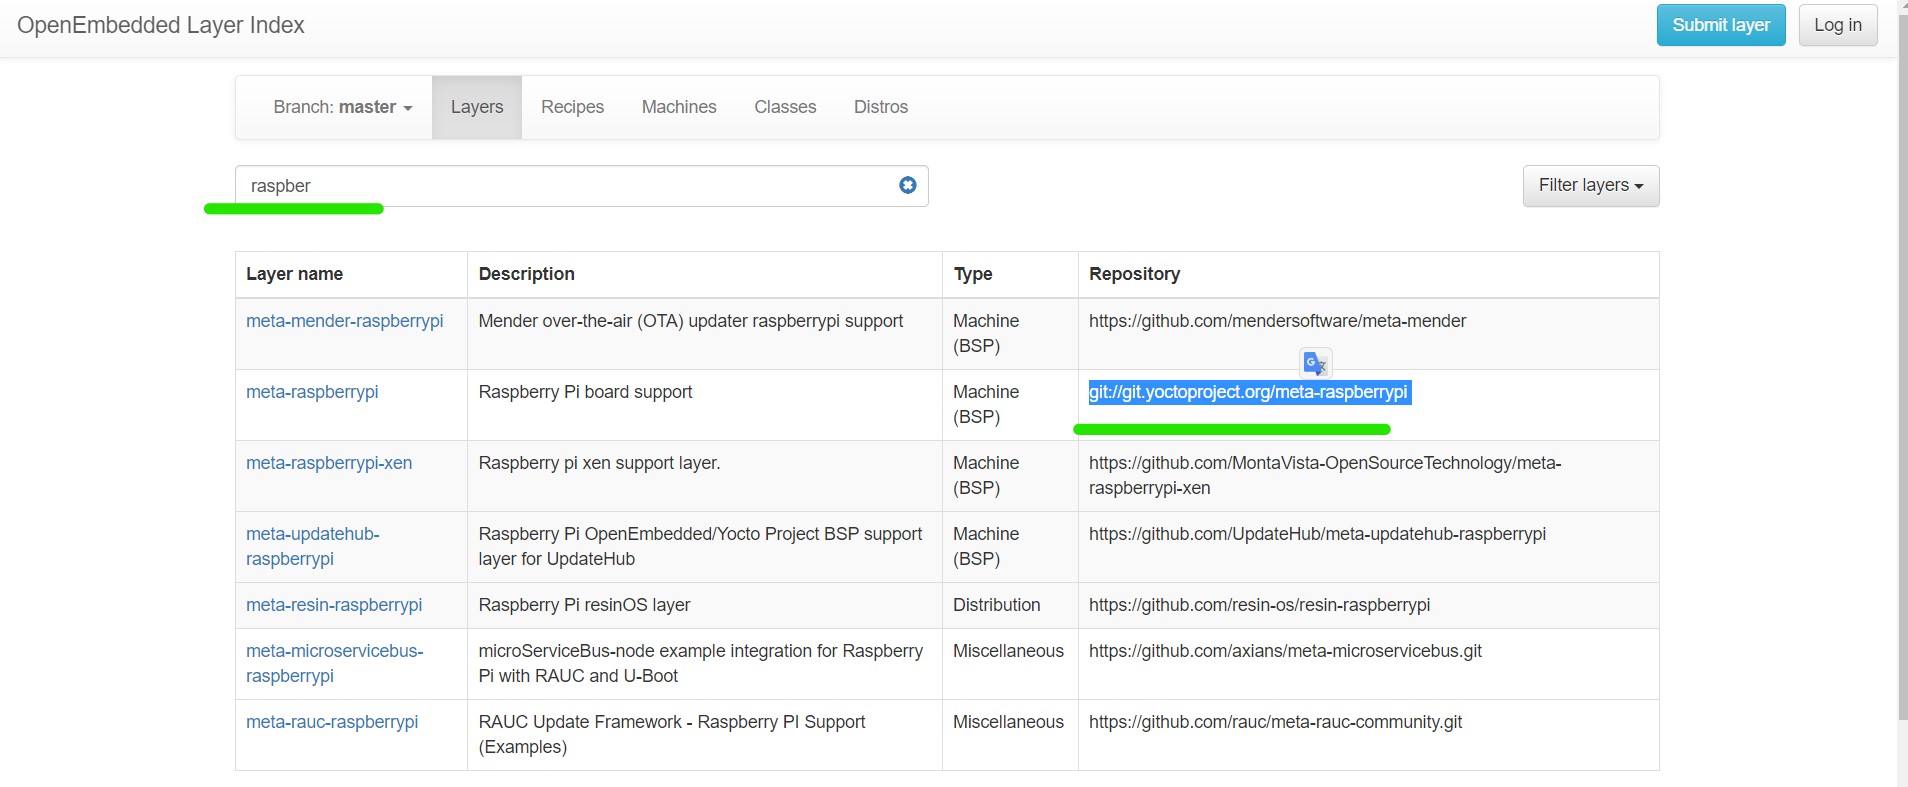 OpenEmbedded Layer Index
Submit layer
Log in
Branch: master
Layers
Recipes
Machines
Classes
Distros
raspber
Filter layers
Layer name
Description
Type
Repository
meta-mender-raspberrypi
Mender over-the-air (OTA) updater raspberrypi support
Machine
(BSP)
https://github.com/mendersoftware/meta-mender
meta-raspberrypi
Raspberry Pi board support
Machine
(BSP)
git://git.yoctoproject.org/meta-raspberrypi
meta-raspberrypi-xen
Raspberry pi xen support layer.
Machine
(BSP)
https://github.com/MontaVista-OpenSourceTechnology/meta-
raspberrypi-xen
meta-updatehub-
raspberrypi
Raspberry Pi OpenEmbedded/Yocto Project BSP support
layer for UpdateHub
Machine
(BSP)
https://github.com/UpdateHub/meta-updatehub-raspberrypi
meta-resin-raspberrypi
Raspberry Pi resinOS layer
Distribution
https://github.com/resin-os/resin-raspberrypi
meta-microservicebus-
raspberrypi
microServiceBus-node example integration for Raspberry
Pi with RAUC and U-Boot
Miscellaneous
https://github.com/axians/meta-microservicebus.git
meta-rauc-raspberrypi
RAUC Update Framework - Raspberry PI Support
(Examples)
Miscellaneous
https://github.com/rauc/meta-rauc-community.git